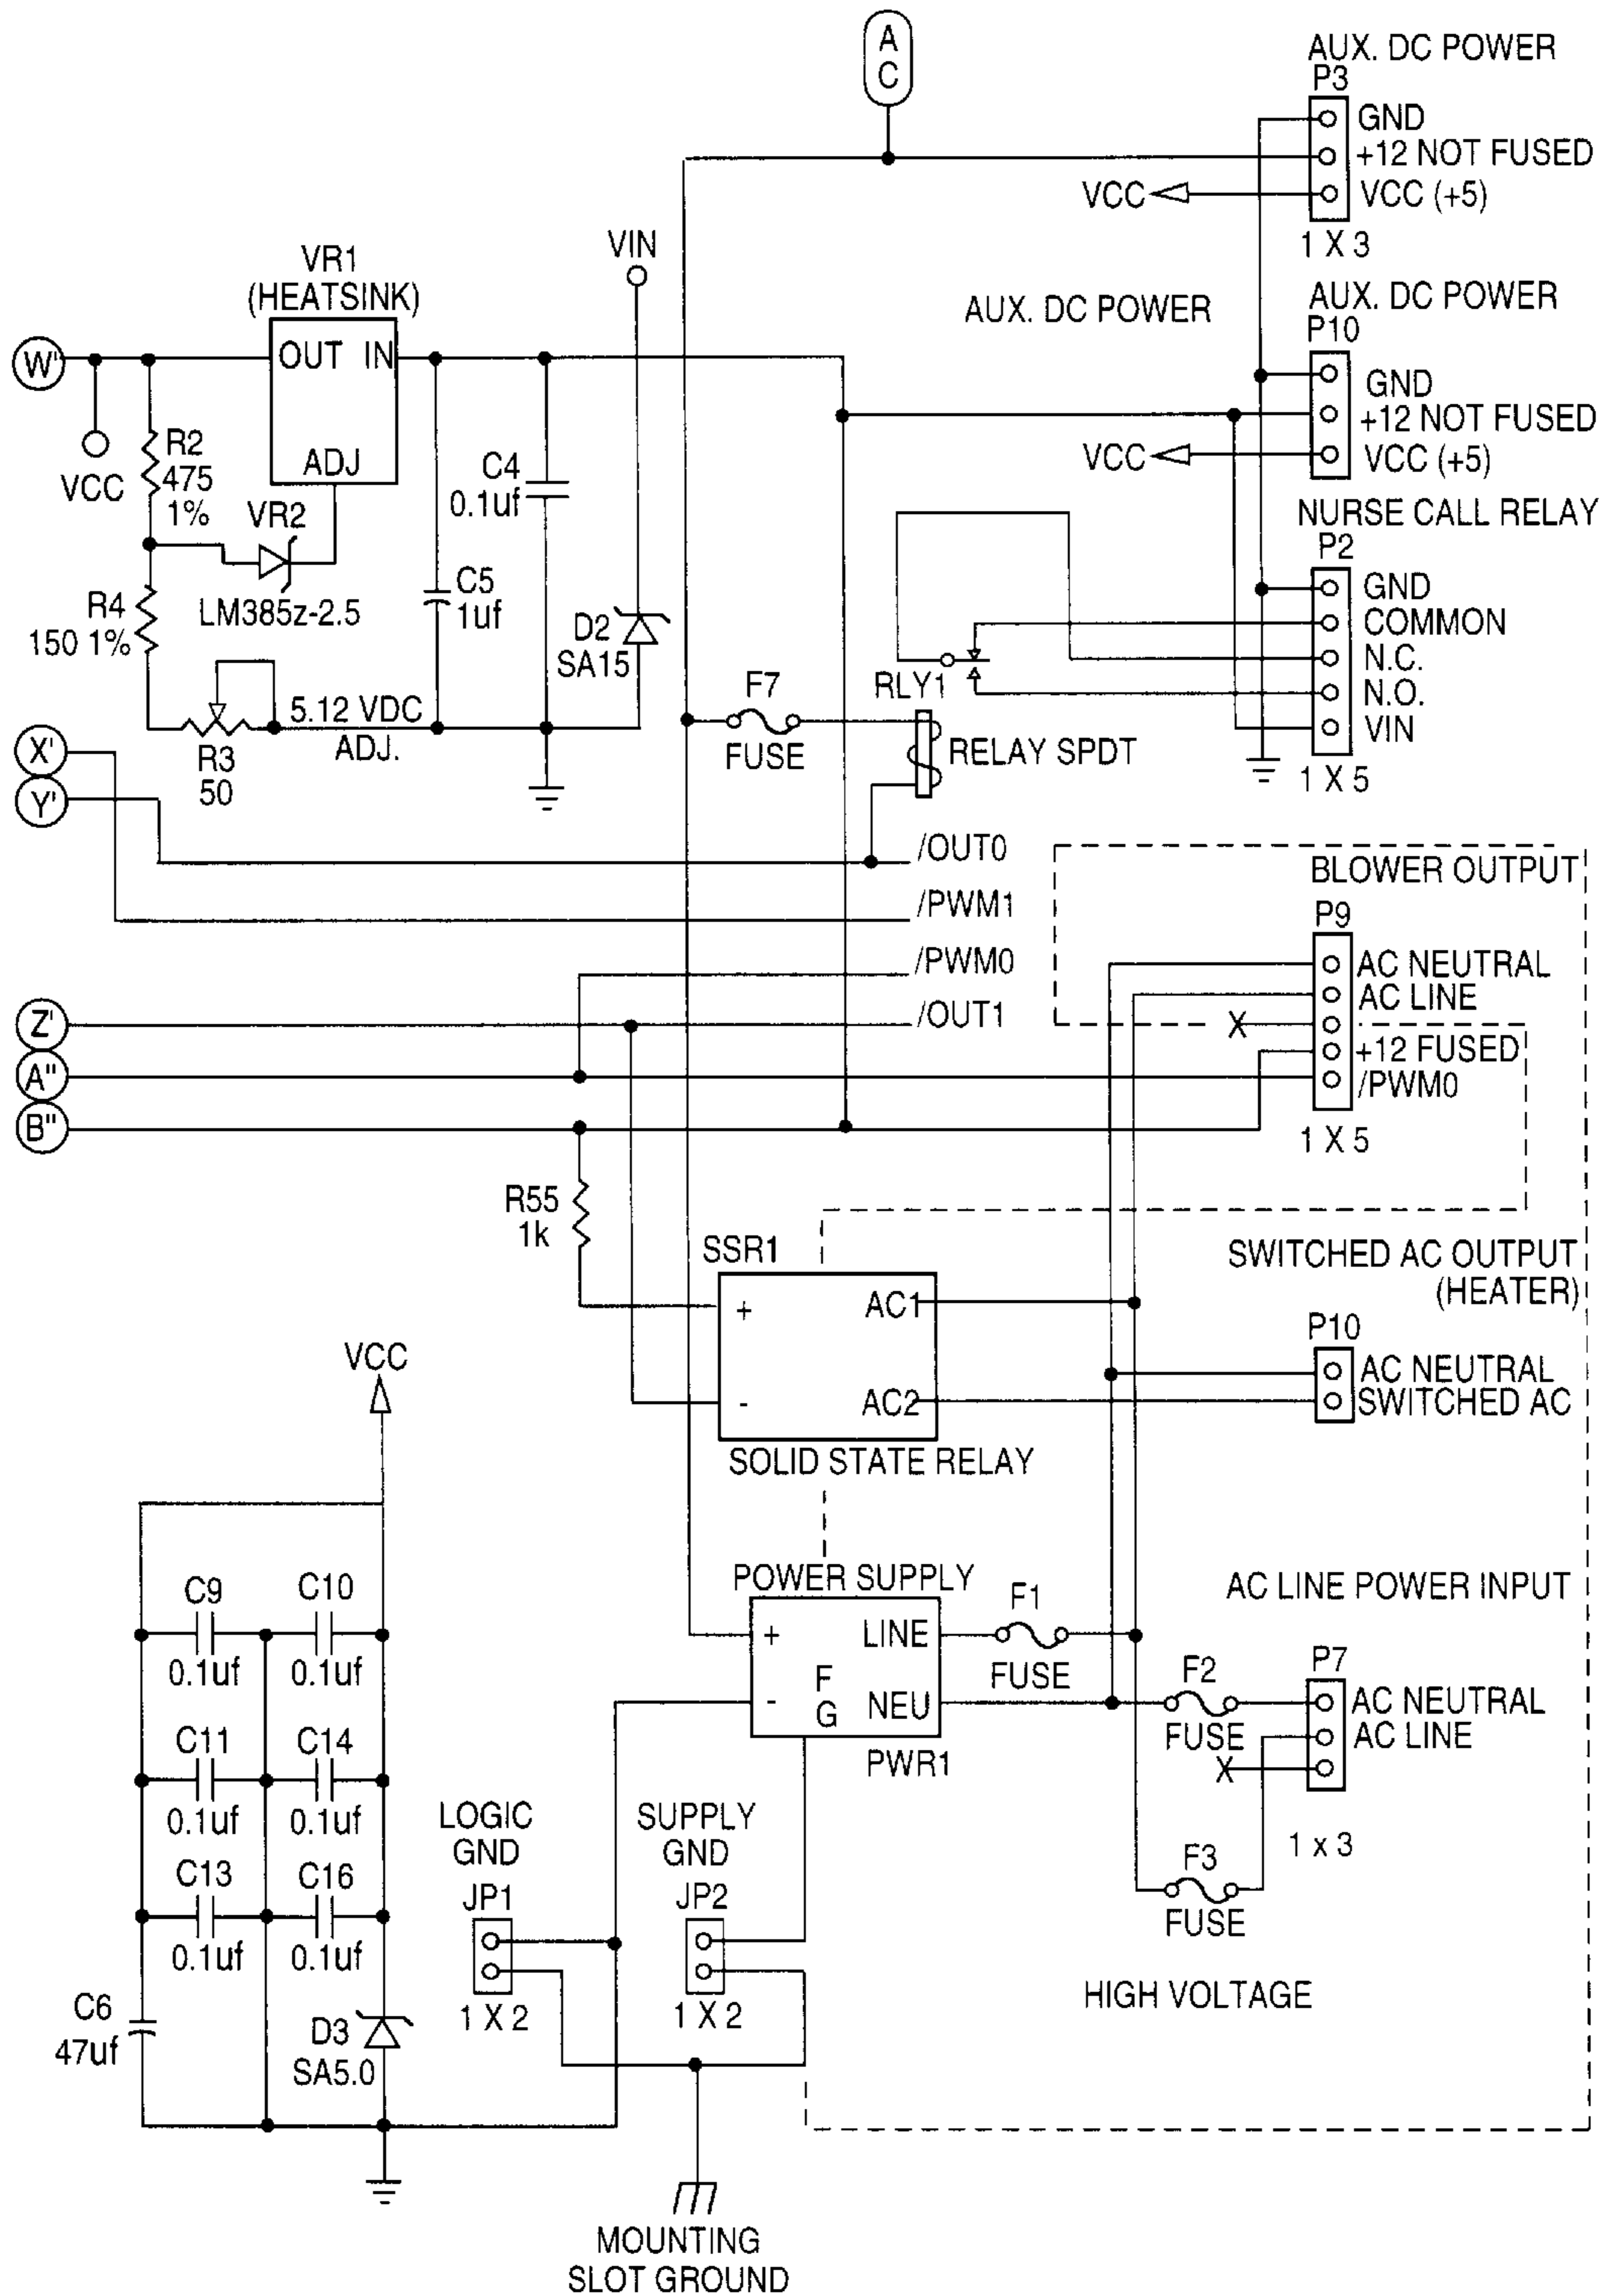 A
C
AUX. DC POWER
P3
GND
+12 NOT FUSED
VCC
VCC (+5)
1 X 3
VIN
VR1
(HEATSINK)
AUX. DC POWER
AUX. DC POWER
P10
W'
OUT IN
GND
+12 NOT FUSED
VCC
VCC (+5)
ADJ
R2
475
1%
VCC
C4
0.1uf
VR2
NURSE CALL RELAY
P2
GND
COMMON
N.C.
N.O.
VIN
1 X 5
LM385z-2.5
C5
1uf
R4
150 1%
D2
SA15
F7
FUSE
RLY1
RELAY SPDT
5.12 VDC
ADJ.
R3
50
X'
Y'
/OUT0
/PWM1
/PWM0
/OUT1
BLOWER OUTPUT
P9
AC NEUTRAL
AC LINE
X
+12 FUSED
/PWM0
1 X 5
Z'
A"
B"
R55
1k
SSR1
+
AC1
-
AC2
SOLID STATE RELAY
SWITCHED AC OUTPUT
(HEATER)
P10
AC NEUTRAL
SWITCHED AC
VCC
POWER SUPPLY
+
LINE
F
G
-
NEU
PWR1
F1
FUSE
AC LINE POWER INPUT
F2
FUSE
P7
AC NEUTRAL
AC LINE
X
1 x 3
F3
FUSE
C9
0.1uf
C10
0.1uf
C11
0.1uf
C14
0.1uf
C13
0.1uf
C16
0.1uf
LOGIC
GND
JP1
1 X 2
SUPPLY
GND
JP2
1 X 2
HIGH VOLTAGE
C6
47uf
D3
SA5.0
MOUNTING
SLOT GROUND